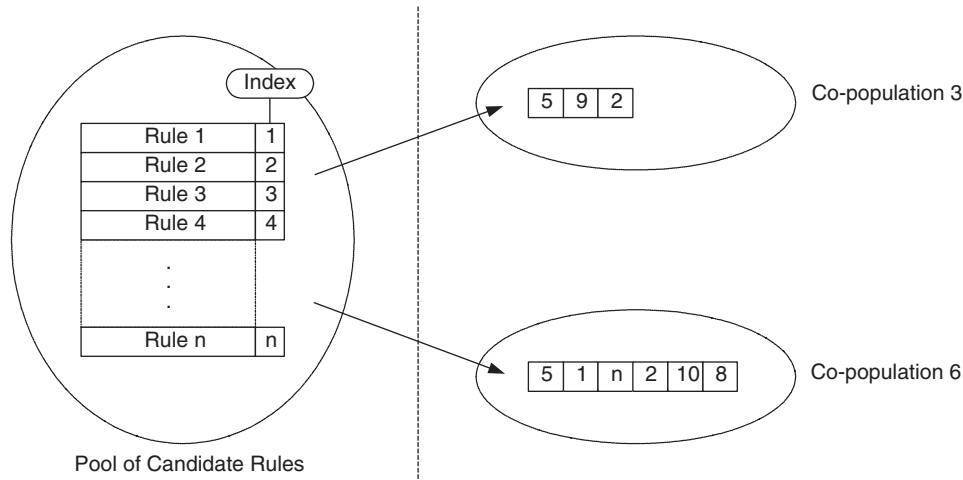 Index
Rule 1 1
Rule 2 2
Rule 3 3
Rule 4 4
.
.
.
Rule n n
Pool of Candidate Rules
5 9 2
Co-population 3
5 1 n 2 10 8
Co-population 6